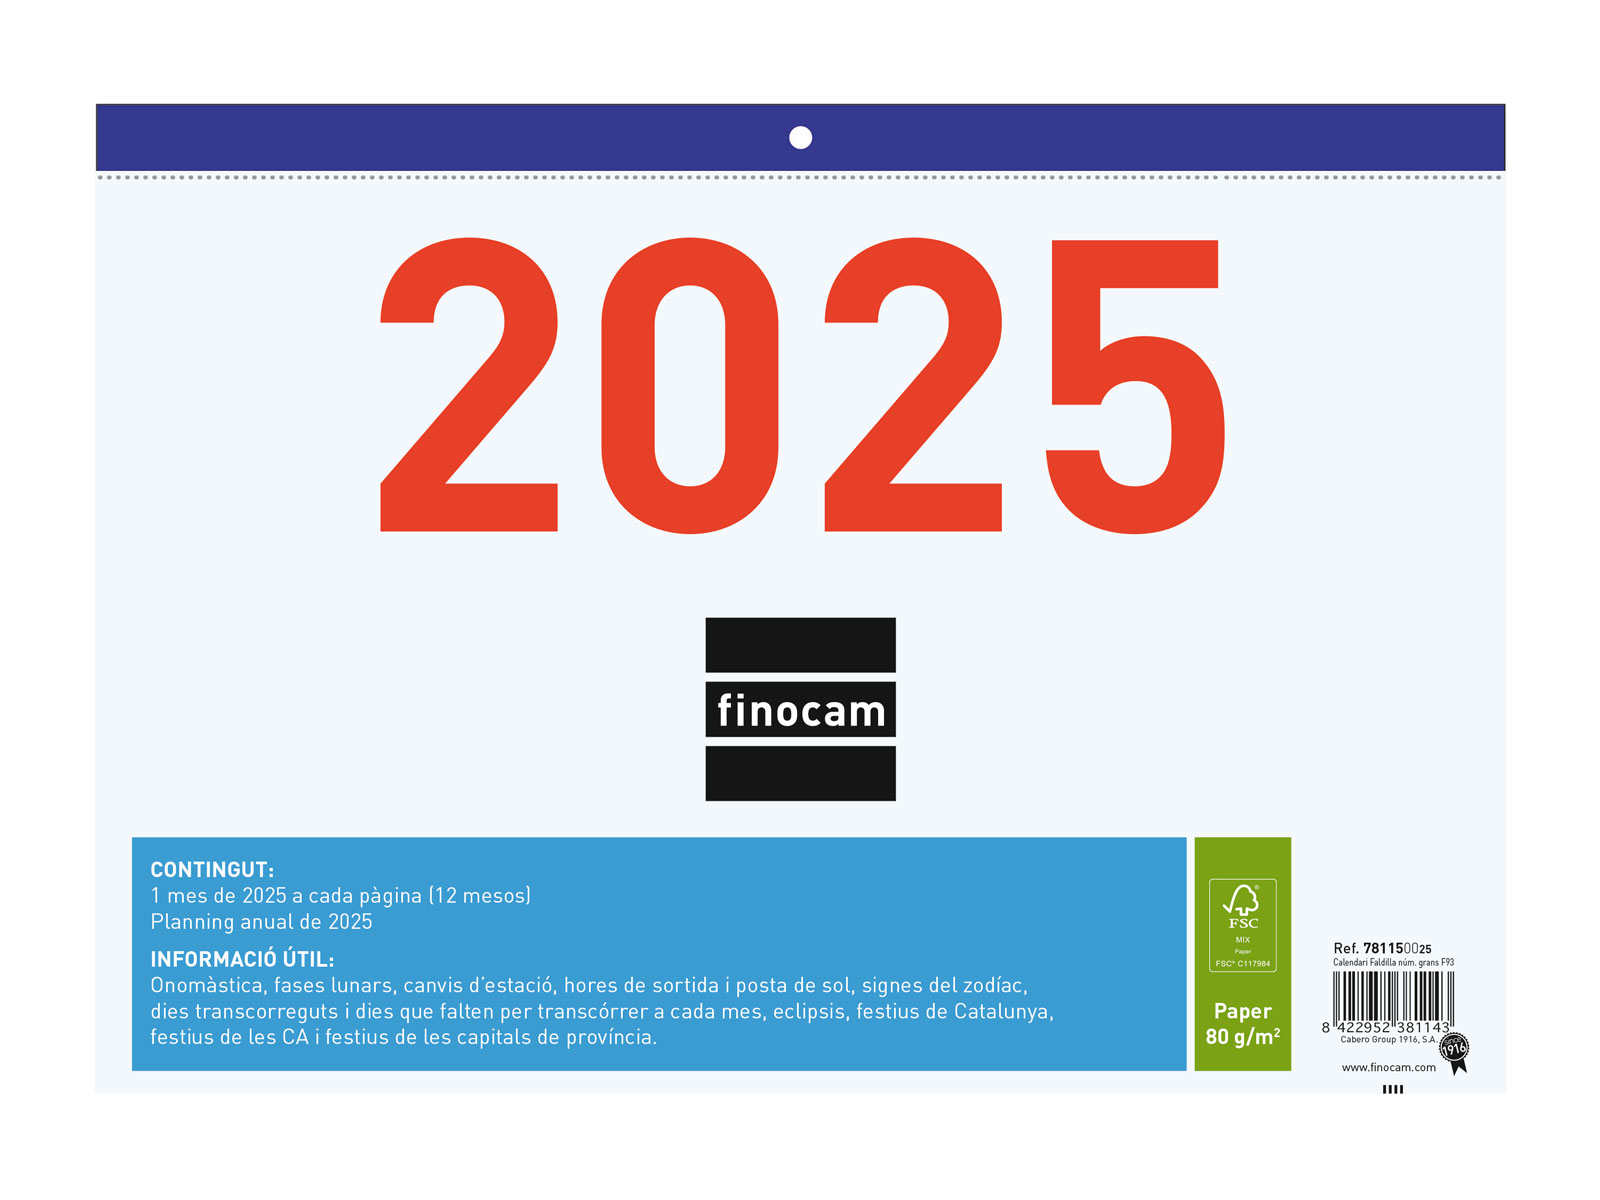 2025
finocam
CONTINGUT:
1 mes de 2025 a cada pàgina (12 mesos)
Planning anual de 2025
INFORMACIÓ ÚTIL:
Onomàstica, fases lunars, canvis d’estació, hores de sortida i posta de sol, signes del zodíac,
dies transcorreguts i dies que falten per transcórrer a cada mes, eclipsis, festius de Catalunya,
festius de les CA i festius de les capitals de província.
FSC
MIX
Paper
FSC® C117984
Paper
80 g/m²
Ref. 781150025
Calendari Faldilla núm. grans F93
8 422952 381143
Cabero Group 1916, S.A.
since
1916
www.finocam.com